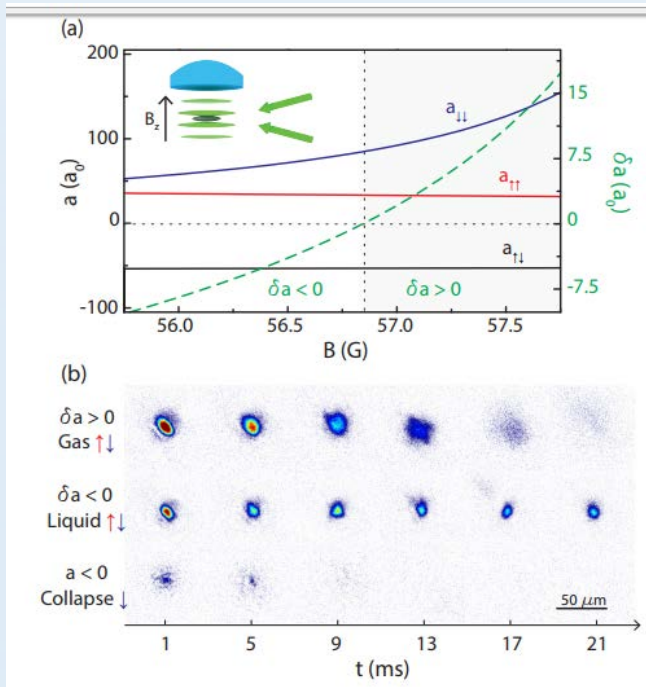 (a)
200
100
0
-100
a (a₀)
B_z
a↓↓
a↑↑
a↑↓
δa < 0
δa > 0
15
7.5
0
-7.5
δa (a₀)
56.0 56.5 57.0 57.5
B (G)
(b)
δa > 0
Gas ↑↓
δa < 0
Liquid ↑↓
a < 0
Collapse ↓
50 μm
1 5 9 13 17 21
t (ms)